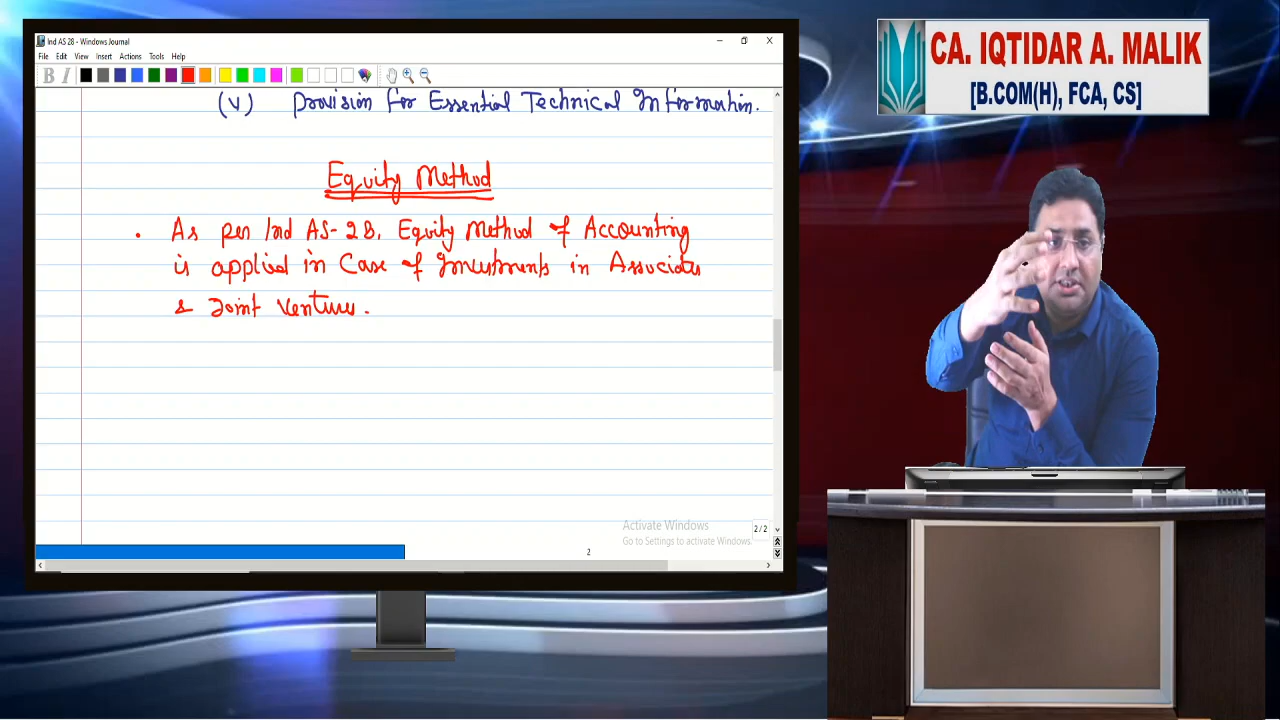 Ind AS 28 - Windows Journal
File Edit View Insert Actions Tools Help
B I
(v) Provision for Essential Technical Information.
Equity Method
. As per Ind AS-28, Equity Method of Accounting
is applied in Case of Investments in Associates
& Joint Venture.
Activate Windows
Go to Settings to activate Windows.
2/2
2
CA. IQTIDAR A. MALIK
[B.COM(H), FCA, CS]